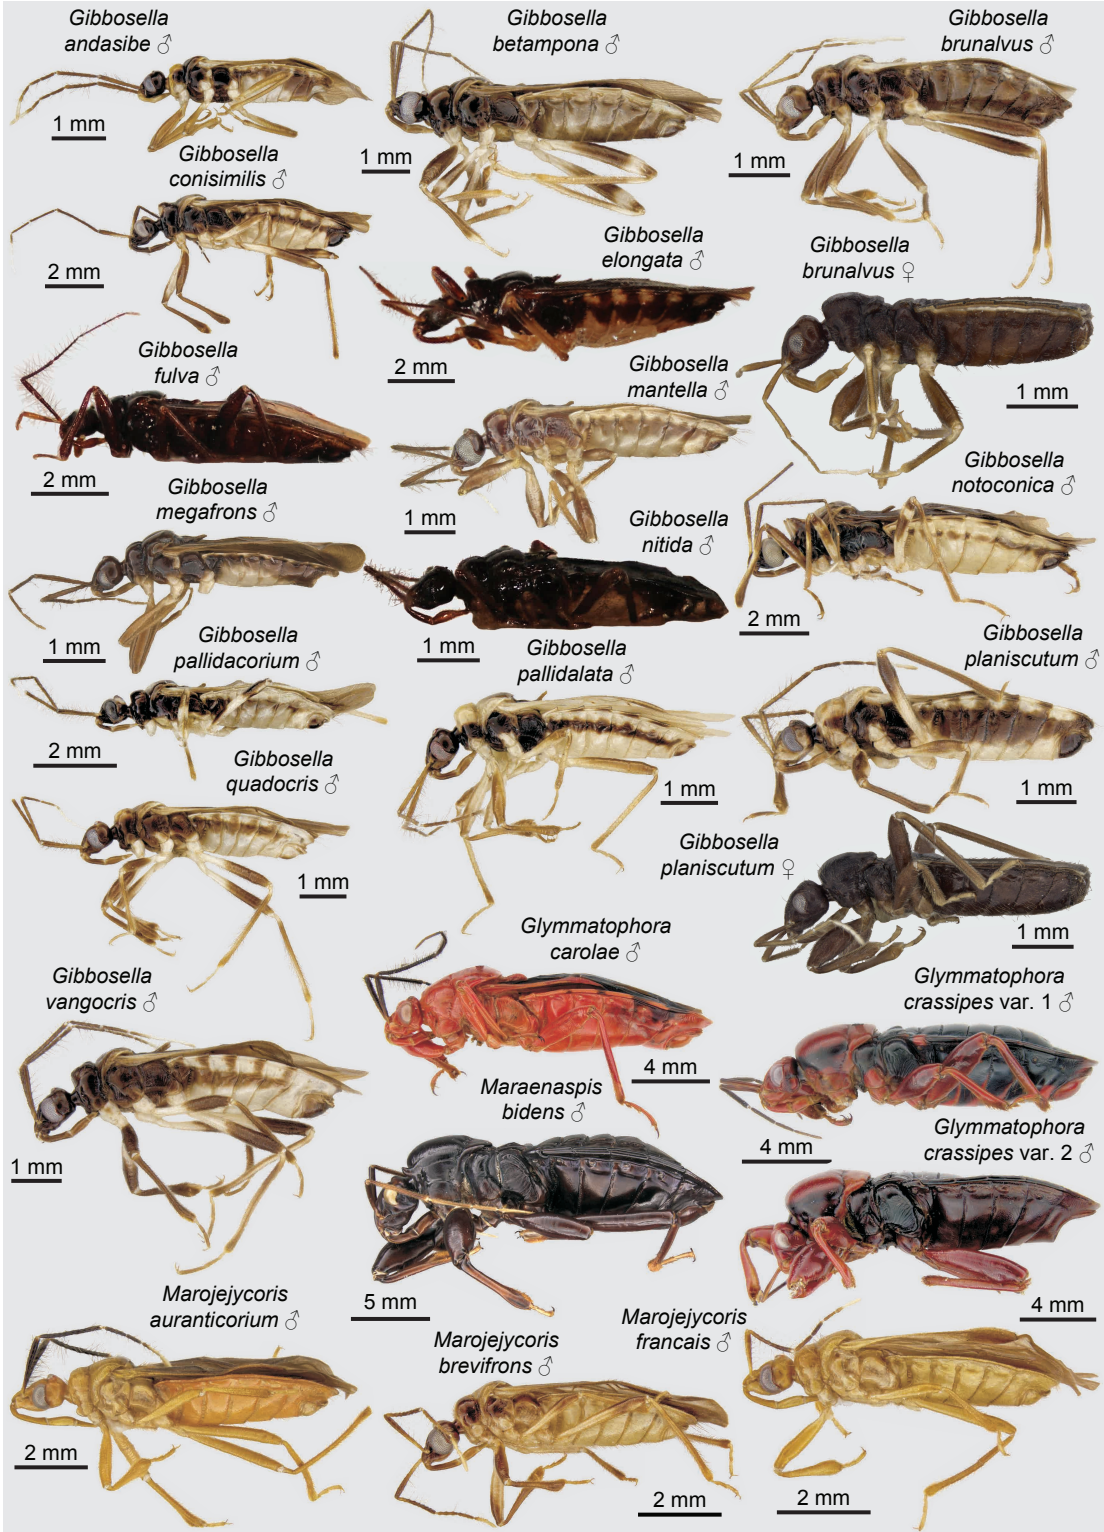 Gibbosella
andasibe ♂
1 mm
Gibbosella
betampona ♂
1 mm
Gibbosella
brunalvus ♂
1 mm
Gibbosella
conisimilis ♂
2 mm
Gibbosella
elongata ♂
2 mm
Gibbosella
brunalvus ♀
1 mm
Gibbosella
fulva ♂
2 mm
Gibbosella
mantella ♂
1 mm
Gibbosella
notoconica ♂
2 mm
Gibbosella
megafrons ♂
1 mm
Gibbosella
nitida ♂
1 mm
Gibbosella
planiscutum ♂
1 mm
Gibbosella
pallidacorium ♂
2 mm
Gibbosella
pallidalata ♂
1 mm
Gibbosella
planiscutum ♀
1 mm
Gibbosella
quadocris ♂
1 mm
Glymmatophora
carolae ♂
4 mm
Glymmatophora
crassipes var. 1 ♂
4 mm
Gibbosella
vangocris ♂
1 mm
Maraenaspis
bidens ♂
5 mm
Glymmatophora
crassipes var. 2 ♂
4 mm
Marojejycoris
auranticorium ♂
2 mm
Marojejycoris
brevifrons ♂
2 mm
Marojejycoris
francais ♂
2 mm